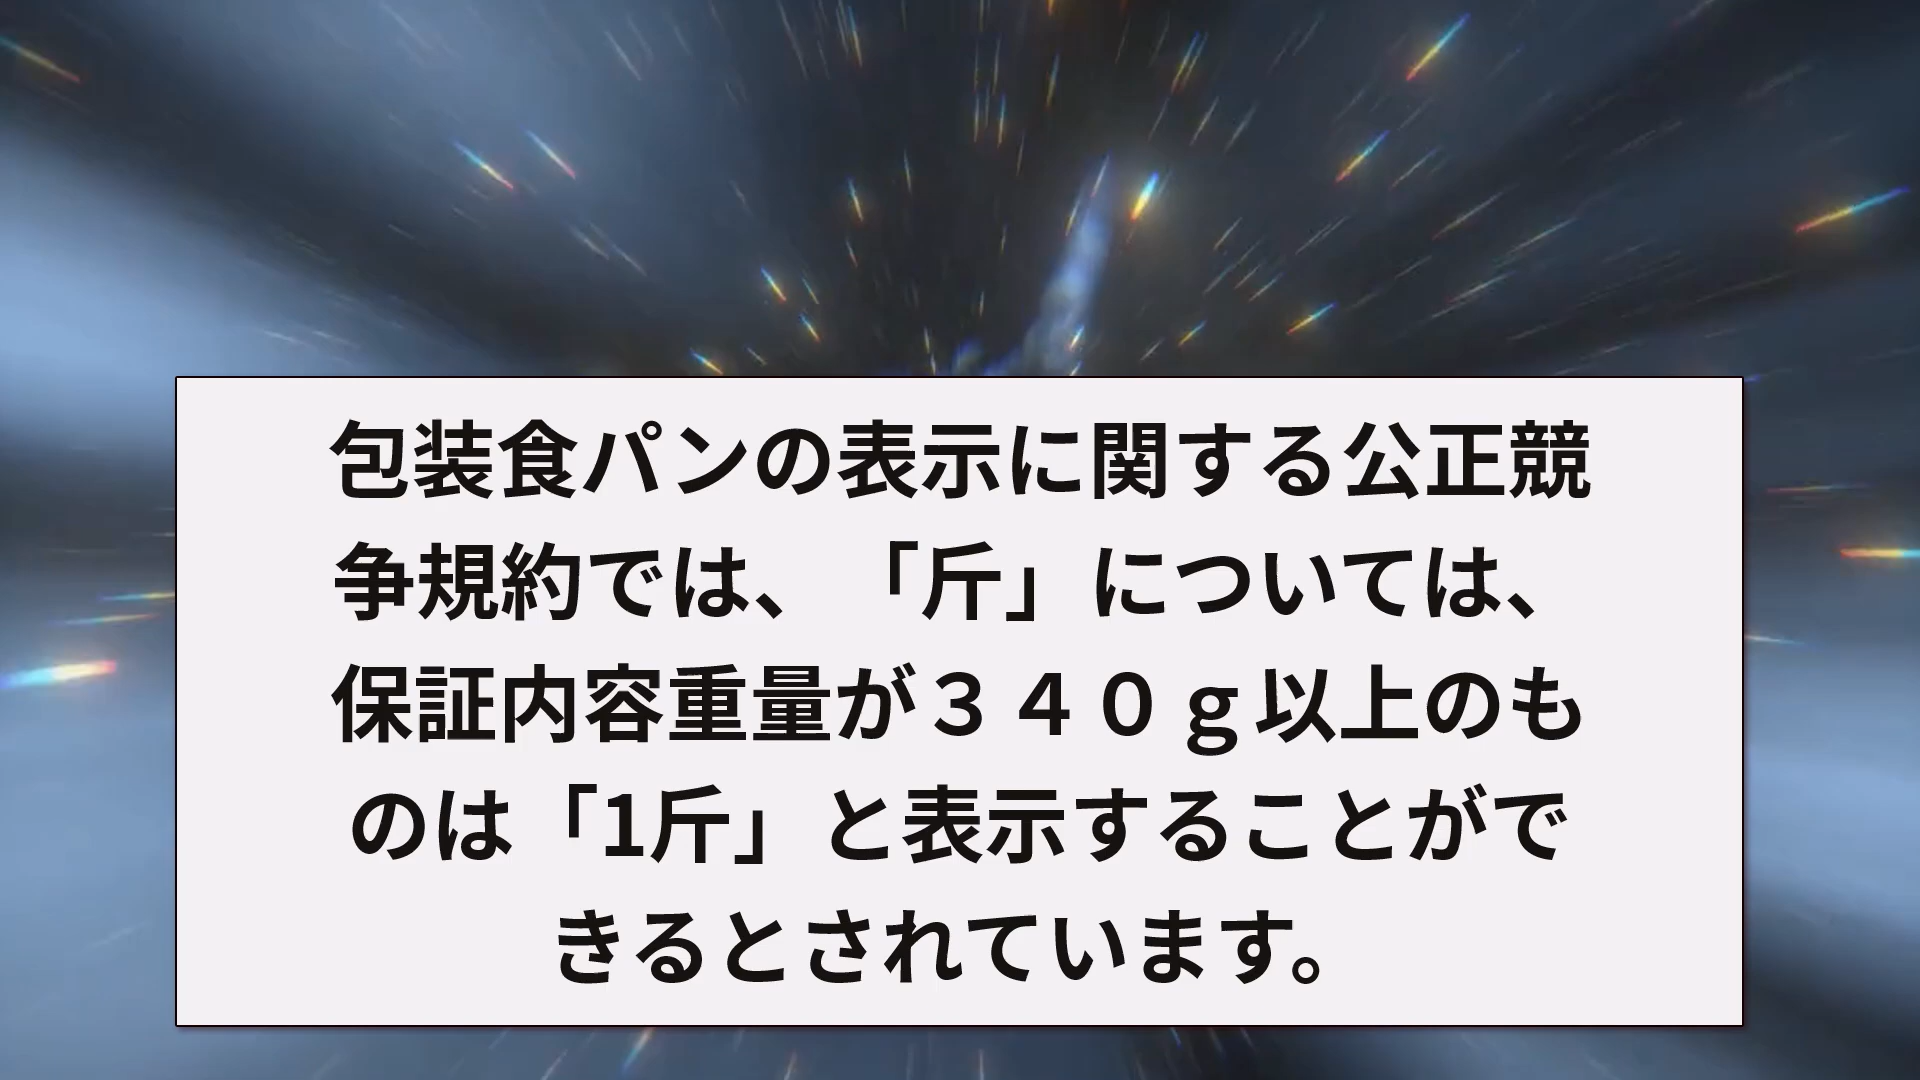 包装食パンの表示に関する公正競
争規約では、「斤」については、
保証内容重量が３４０ｇ以上のも
のは「1斤」と表示することがで
きるとされています。